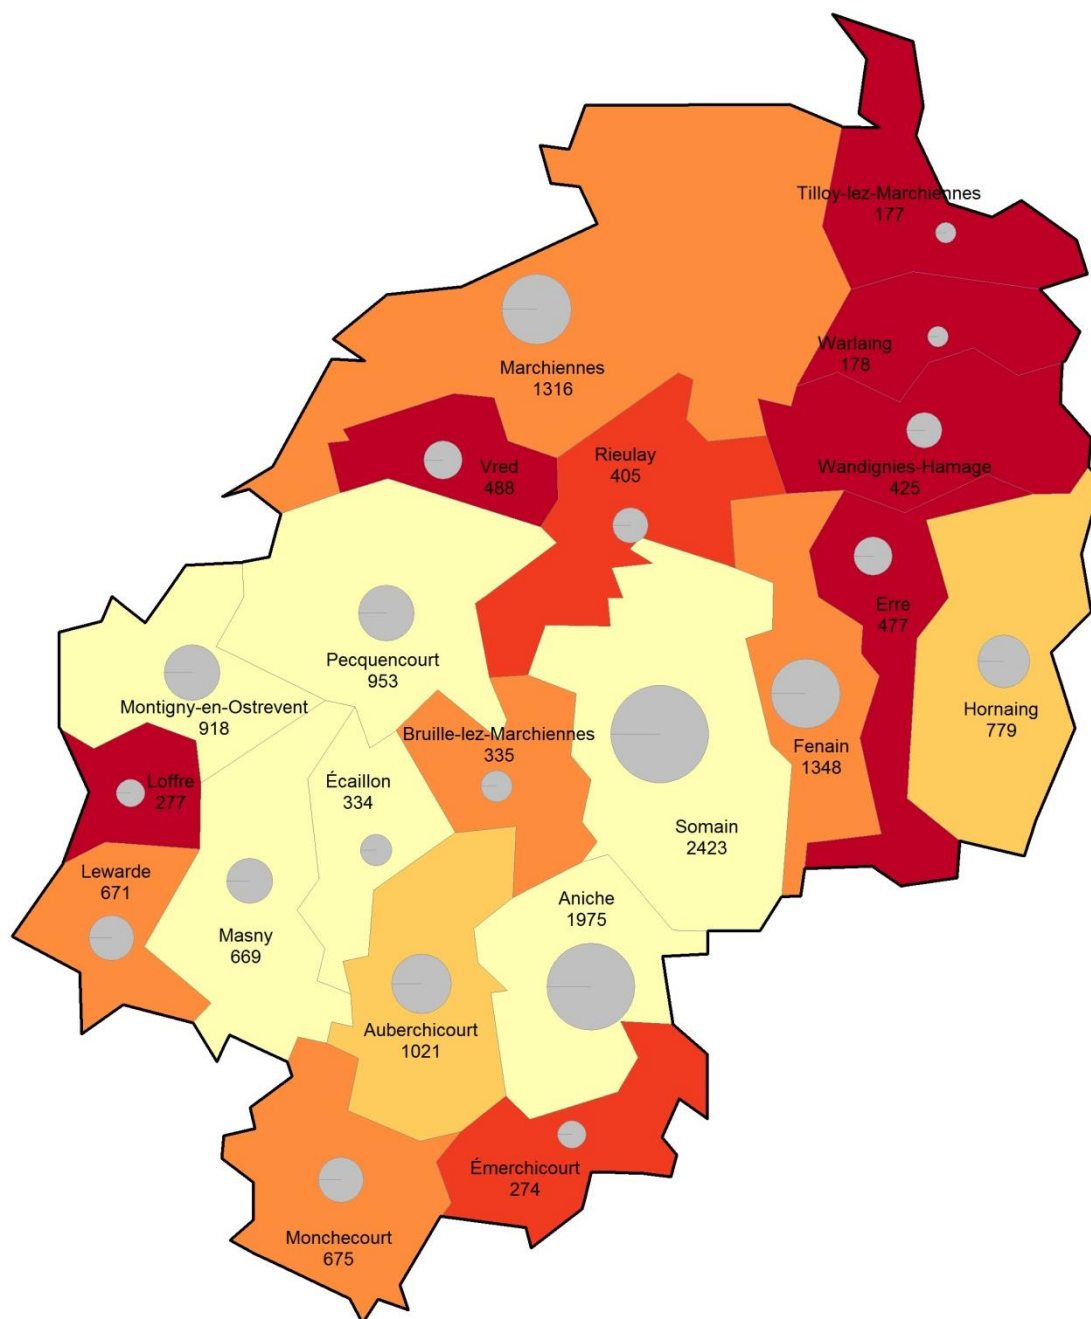 Tilloy-lez-Marchiennes
177
Warlaing
178
Marchiennes
1316
Vred
488
Rieulay
405
Wandignies-Hamage
425
Erre
477
Pecquencourt
953
Montigny-en-Ostrevent
918
Hornaing
779
Bruille-lez-Marchiennes
335
Fenain
1348
Loffre
277
Écaillon
334
Somain
2423
Lewarde
671
Aniche
1975
Masny
669
Auberchicourt
1021
Émerchicourt
274
Monchecourt
675